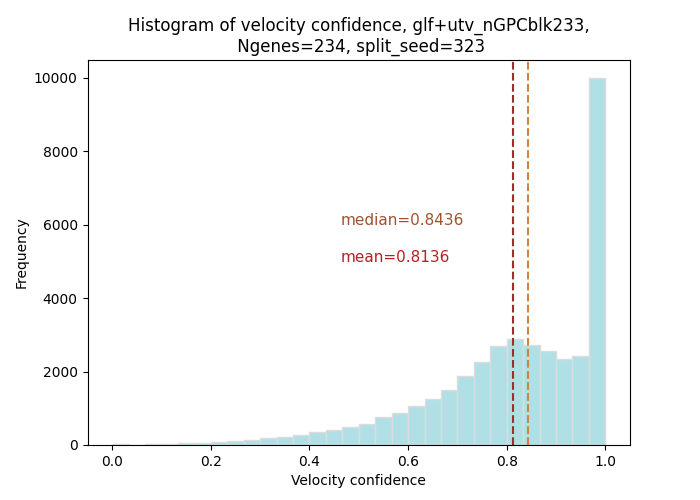 Histogram of velocity confidence, glf+utv_nGPCblk233,
Ngenes=234, split_seed=323
10000
8000
6000
4000
2000
0
Frequency
median=0.8436
mean=0.8136
0.0 0.2 0.4 0.6 0.8 1.0
Velocity confidence